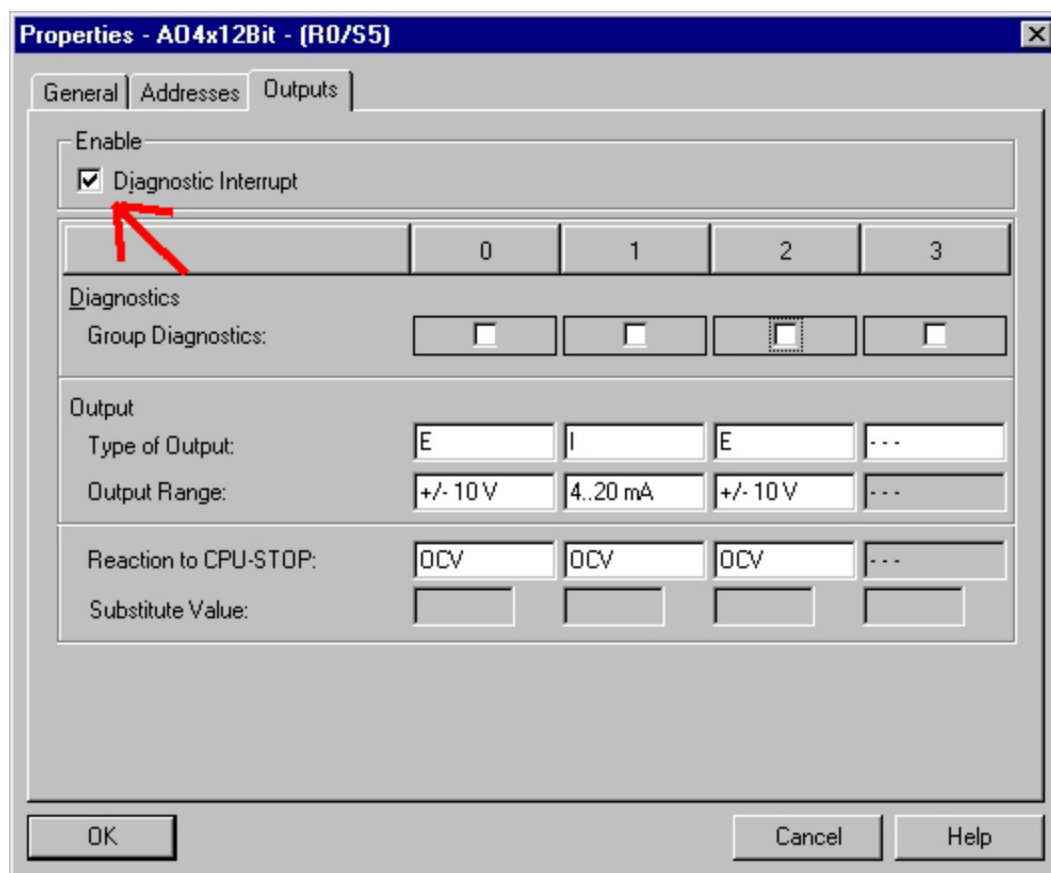 Properties - AO4x12Bit - (R0/S5)
General Addresses Outputs
Enable
Diagnostic Interrupt
0 1 2 3
Diagnostics
Group Diagnostics:
Output
Type of Output: E I E - - -
Output Range: +/- 10 V 4..20 mA +/- 10 V - - -
Reaction to CPU-STOP: OCV OCV OCV - - -
Substitute Value:
OK Cancel Help